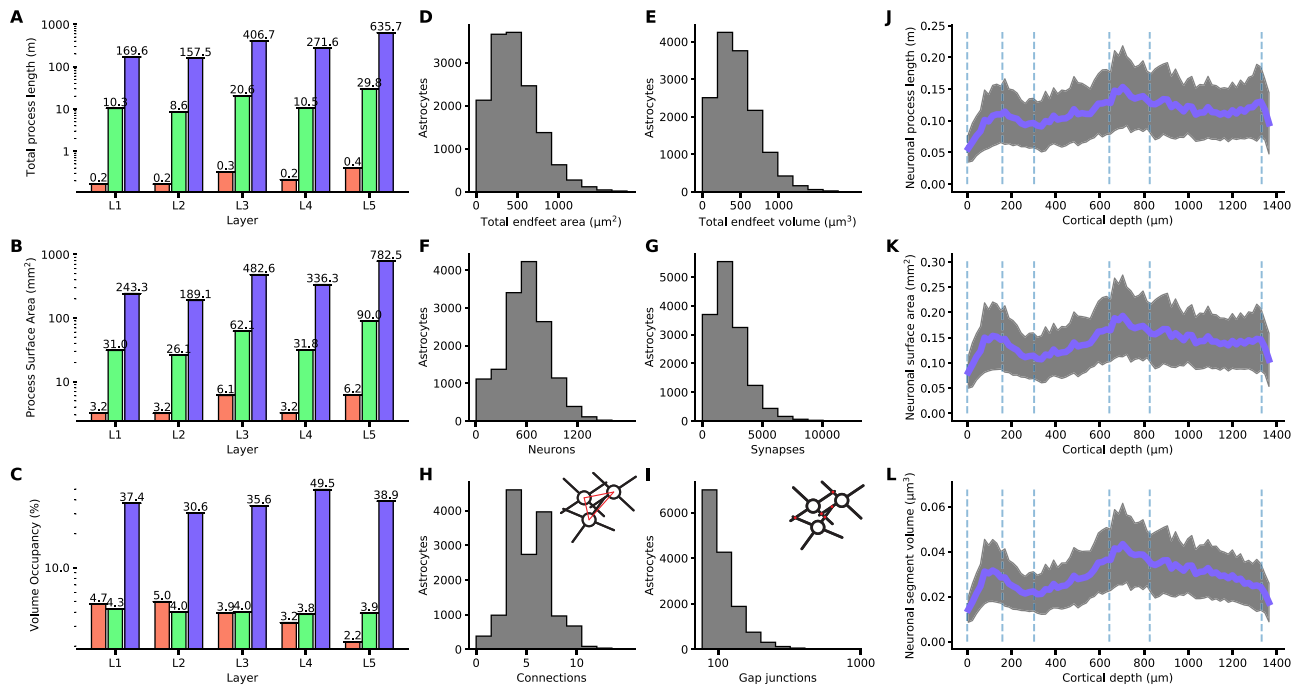 A
1000
100
10
1
Total process length (m)
169.6
157.5
406.7
271.6
635.7
10.3
8.6
20.6
10.5
29.8
0.2
0.2
0.3
0.2
0.4
L1
L2
L3
L4
L5
Layer
D
3000
2000
1000
0
Astrocytes
0
500
1000
Total endfeet area (µm²)
E
4000
3000
2000
1000
0
Astrocytes
0
500
1000
Total endfeet volume (µm³)
J
0.25
0.20
0.15
0.10
0.05
0.00
Neuronal process length (m)
0
200
400
600
800
1000
1200
1400
Cortical depth (µm)
B
1000
100
10
Process Surface Area (mm²)
243.3
189.1
482.6
336.3
782.5
31.0
26.1
62.1
31.8
90.0
3.2
3.2
6.1
3.2
6.2
L1
L2
L3
L4
L5
Layer
F
4000
3000
2000
1000
0
Astrocytes
0
600
1200
Neurons
G
5000
4000
3000
2000
1000
0
Astrocytes
0
5000
10000
Synapses
K
0.30
0.25
0.20
0.15
0.10
0.05
0.00
Neuronal surface area (mm²)
0
200
400
600
800
1000
1200
1400
Cortical depth (µm)
C
10.0
Volume Occupancy (%)
37.4
30.6
35.6
49.5
38.9
4.7
4.3
5.0
4.0
3.9
4.0
3.2
3.8
2.2
3.9
L1
L2
L3
L4
L5
Layer
H
4000
3000
2000
1000
0
Astrocytes
0
10
Connections
I
6000
4000
2000
0
Astrocytes
100
1000
Gap junctions
L
0.06
0.04
0.02
0.00
Neuronal segment volume (µm³)
0
200
400
600
800
1000
1200
1400
Cortical depth (µm)